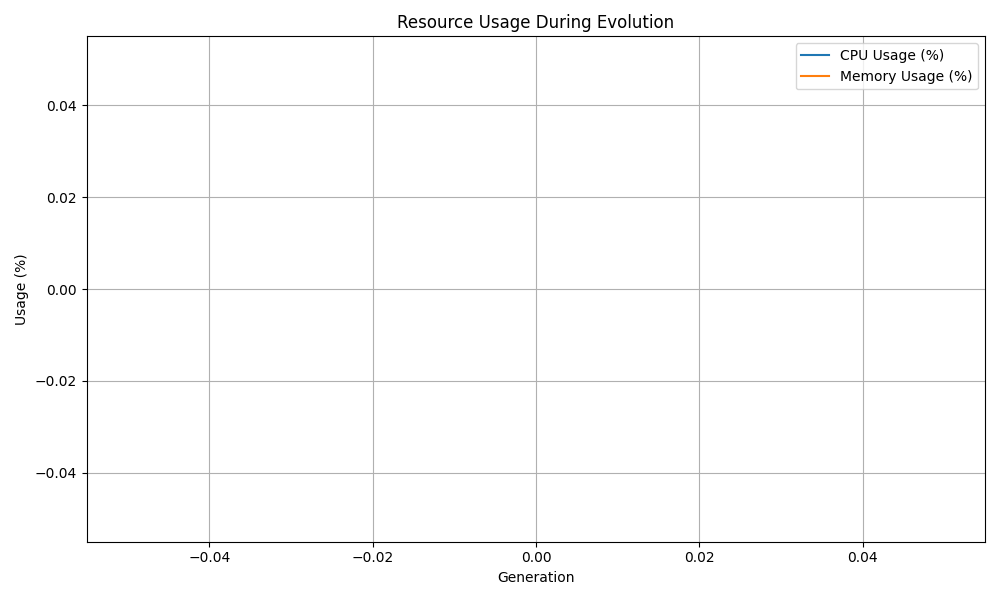 Resource Usage During Evolution
CPU Usage (%)
Memory Usage (%)
Usage (%)
0.04
0.02
0.00
−0.02
−0.04
−0.04
−0.02
0.00
0.02
0.04
Generation